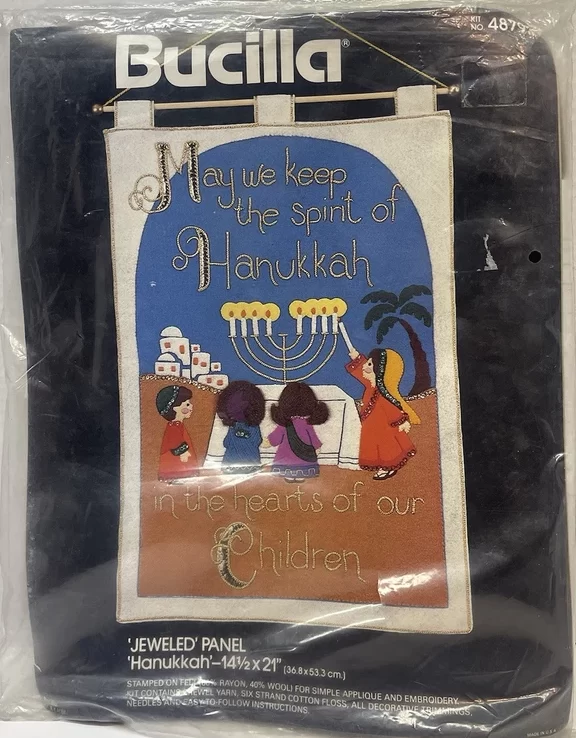 Bucilla®
KIT
NO. 4879
May we keep
the spirit of
Hanukkah
in the hearts of our
Children
'JEWELED' PANEL
'Hanukkah'–14½ x 21" (36.8 x 53.3 cm.)
STAMPED ON FELT (60% RAYON, 40% WOOL) FOR SIMPLE APPLIQUE AND EMBROIDERY.
KIT CONTAINS CREWEL YARN, SIX STRAND COTTON FLOSS, ALL DECORATIVE TRIMMINGS,
NEEDLES AND EASY-TO-FOLLOW INSTRUCTIONS.
MADE IN U.S.A.